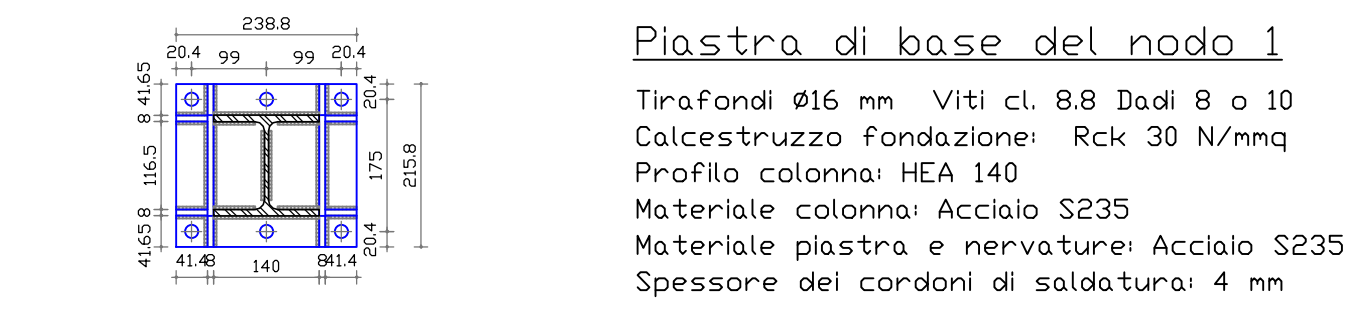 238.8
20.4 99 99 20.4
41.65
8
116.5
8
41.65
20.4
175
20.4
215.8
41.4 8 140 8 41.4
Piastra di base del nodo 1
Tirafondi Ø16 mm Viti cl. 8.8 Dadi 8 o 10
Calcestruzzo fondazione: Rck 30 N/mmq
Profilo colonna: HEA 140
Materiale colonna: Acciaio S235
Materiale piastra e nervature: Acciaio S235
Spessore dei cordoni di saldatura: 4 mm